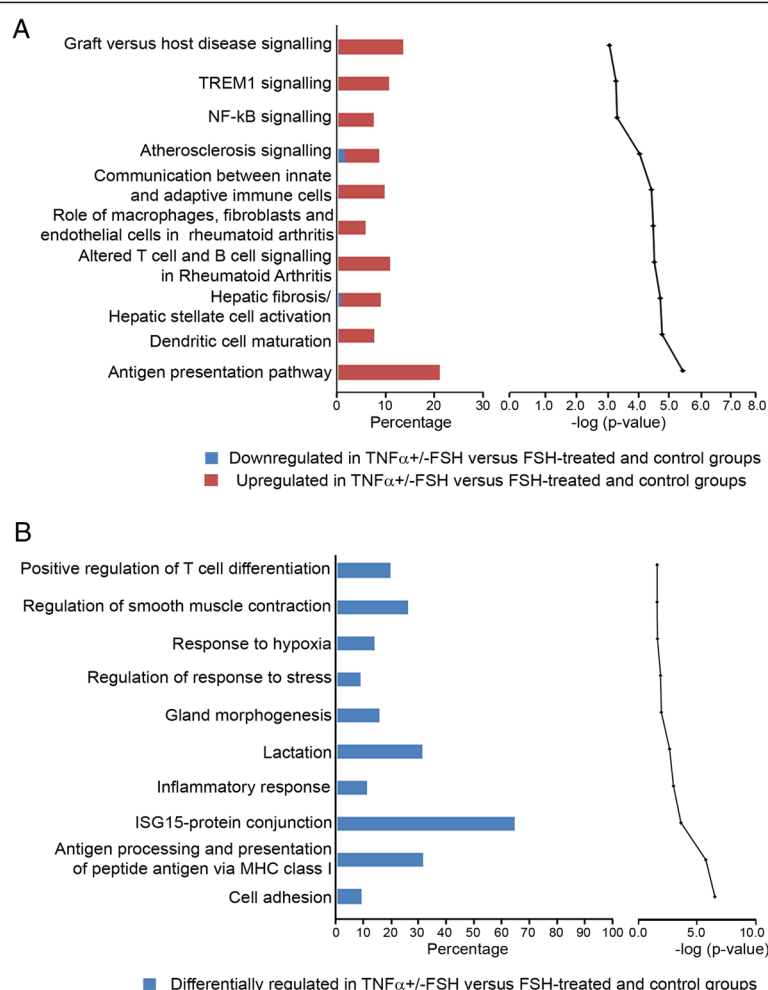 A
Graft versus host disease signalling
TREM1 signalling
NF-kB signalling
Atherosclerosis signalling
Communication between innate
and adaptive immune cells
Role of macrophages, fibroblasts and
endothelial cells in rheumatoid arthritis
Altered T cell and B cell signalling
in Rheumatoid Arthritis
Hepatic fibrosis/
Hepatic stellate cell activation
Dendritic cell maturation
Antigen presentation pathway
0 10 20 30
Percentage
0.0 1.0 2.0 3.0 4.0 5.0 6.0 7.0 8.0
-log (p-value)
Downregulated in TNFα+/-FSH versus FSH-treated and control groups
Upregulated in TNFα+/-FSH versus FSH-treated and control groups
B
Positive regulation of T cell differentiation
Regulation of smooth muscle contraction
Response to hypoxia
Regulation of response to stress
Gland morphogenesis
Lactation
Inflammatory response
ISG15-protein conjunction
Antigen processing and presentation
of peptide antigen via MHC class I
Cell adhesion
0 10 20 30 40 50 60 70 80 90 100
Percentage
0.0 5.0 10.0
-log (p-value)
Differentially regulated in TNFα+/-FSH versus FSH-treated and control groups